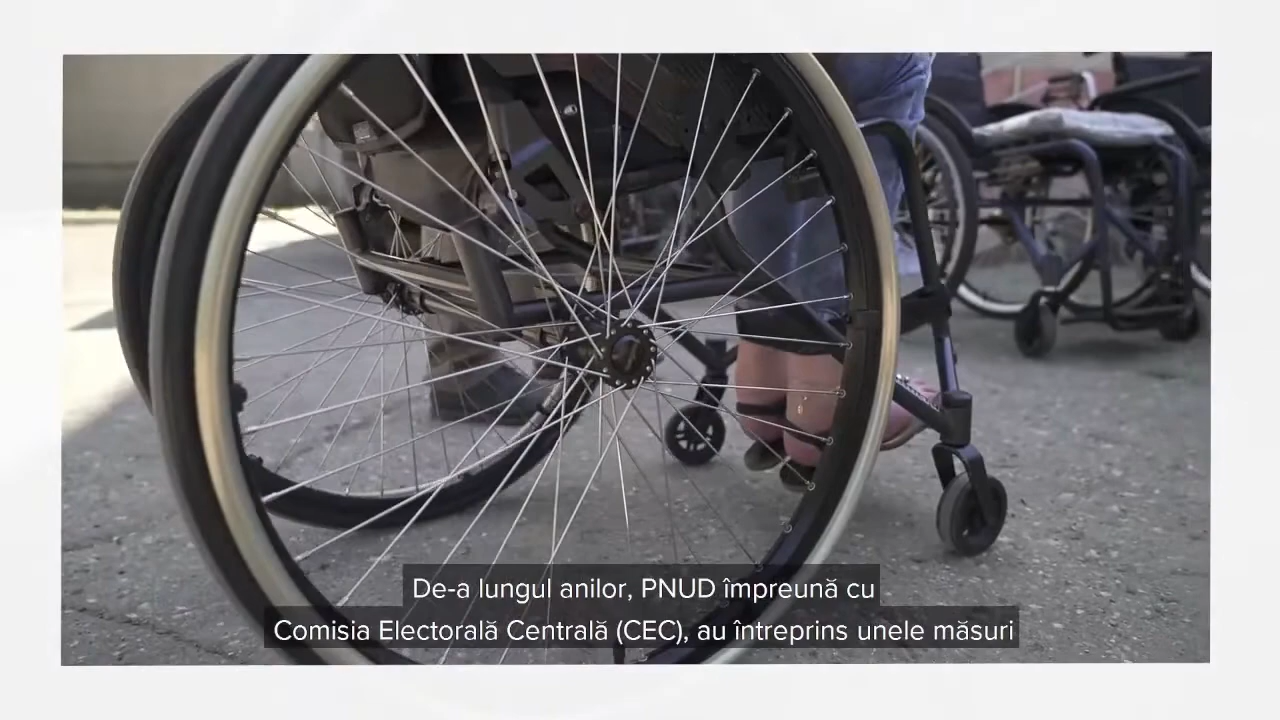 De-a lungul anilor, PNUD împreună cu
Comisia Electorală Centrală (CEC), au întreprins unele măsuri